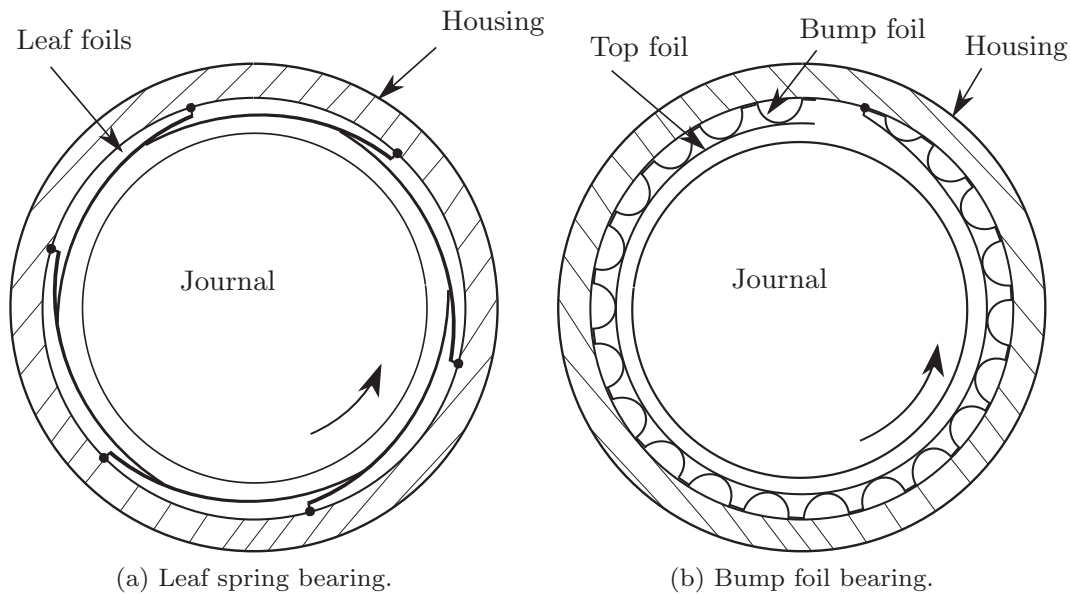 Leaf foils
Housing
Journal
(a) Leaf spring bearing.
Top foil
Bump foil
Housing
Journal
(b) Bump foil bearing.